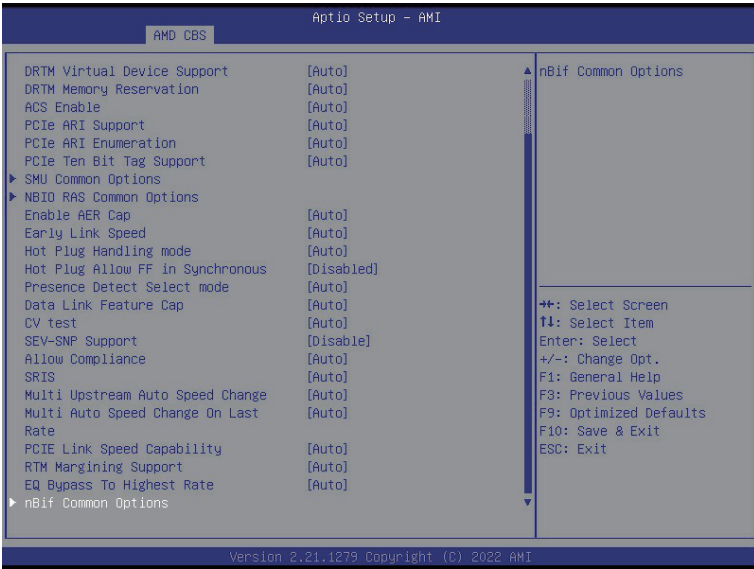 Aptio Setup - AMI
AMD CBS
DRTM Virtual Device Support [Auto]
DRTM Memory Reservation [Auto]
ACS Enable [Auto]
PCIe ARI Support [Auto]
PCIe ARI Enumeration [Auto]
PCIe Ten Bit Tag Support [Auto]
SMU Common Options
NBIO RAS Common Options
Enable AER Cap [Auto]
Early Link Speed [Auto]
Hot Plug Handling mode [Auto]
Hot Plug Allow FF in Synchronous [Disabled]
Presence Detect Select mode [Auto]
Data Link Feature Cap [Auto]
CV test [Auto]
SEV-SNP Support [Disable]
Allow Compliance [Auto]
SRIS [Auto]
Multi Upstream Auto Speed Change [Auto]
Multi Auto Speed Change On Last [Auto]
Rate
PCIE Link Speed Capability [Auto]
RTM Margining Support [Auto]
EQ Bypass To Highest Rate [Auto]
nBif Common Options
nBif Common Options
→←: Select Screen
↑↓: Select Item
Enter: Select
+/-: Change Opt.
F1: General Help
F3: Previous Values
F9: Optimized Defaults
F10: Save & Exit
ESC: Exit
Version 2.21.1279 Copyright (C) 2022 AMI